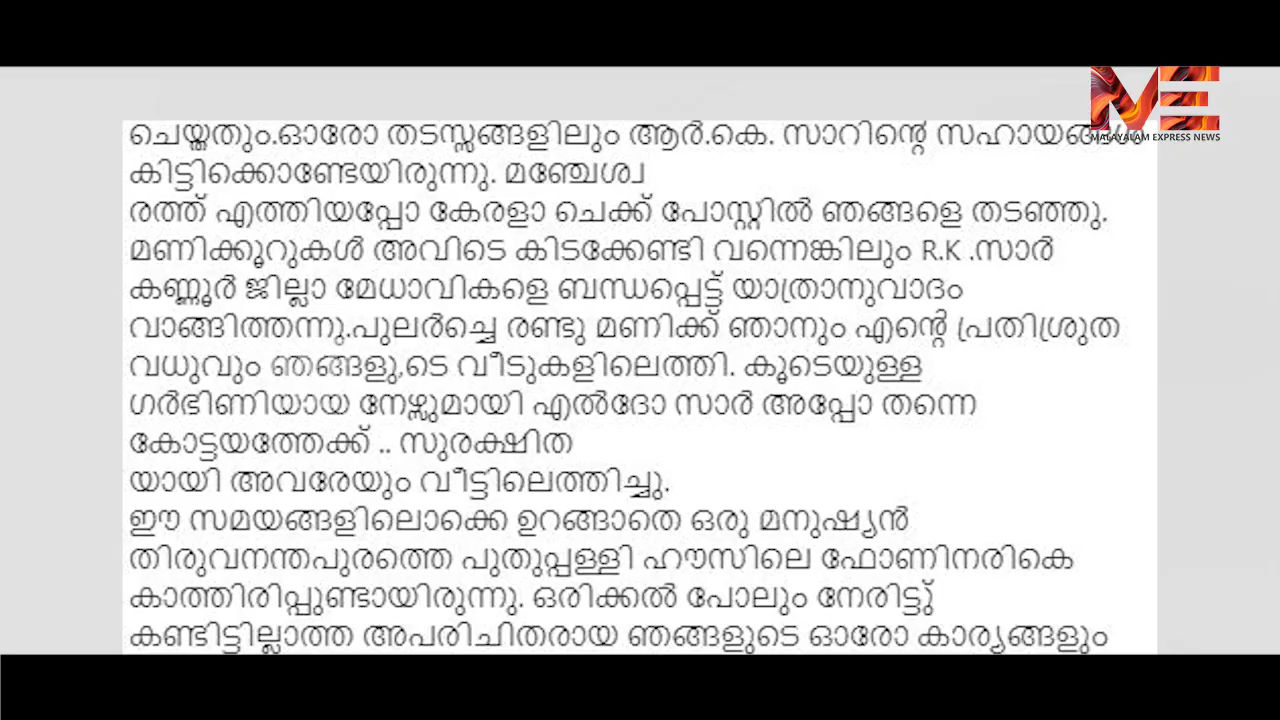 ME
MALAYALAM EXPRESS NEWS
ചെയ്തതും.ഓരോ തടസ്സങ്ങളിലും ആർ.കെ. സാറിന്റെ
കിട്ടിക്കൊണ്ടേയിരുന്നു. മഞ്ചേശ്വ
രത്ത് എത്തിയപ്പോ കേരളാ ചെക്ക് പോസ്റ്റിൽ ഞങ്ങളെ തടഞ്ഞു.
മണിക്കൂറുകൾ അവിടെ കിടക്കേണ്ടി വന്നെങ്കിലും R.K .സാർ
കണ്ണൂർ ജില്ലാ മേധാവികളെ ബന്ധപ്പെട്ട് യാത്രാനുവാദം
വാങ്ങിത്തന്നു.പുലർച്ചെ രണ്ടു മണിക്ക് ഞാനും എന്റെ പ്രതിശ്രുത
വധുവും ഞങ്ങളു,ടെ വീടുകളിലെത്തി. കൂടെയുള്ള
ഗർഭിണിയായ നേഴ്സുമായി എൽദോ സാർ അപ്പോ തന്നെ
കോട്ടയത്തേക്ക് .. സുരക്ഷിത
യായി അവരേയും വീട്ടിലെത്തിച്ചു.
ഈ സമയങ്ങളിലൊക്കെ ഉറങ്ങാതെ ഒരു മനുഷ്യൻ
തിരുവനന്തപുരത്തെ പുതുപ്പള്ളി ഹൗസിലെ ഫോണിനരികെ
കാത്തിരിപ്പുണ്ടായിരുന്നു. ഒരിക്കൽ പോലും നേരിട്ടു്
കണ്ടിട്ടില്ലാത്ത അപരിചിതരായ ഞങ്ങളുടെ ഓരോ കാര്യങ്ങളും